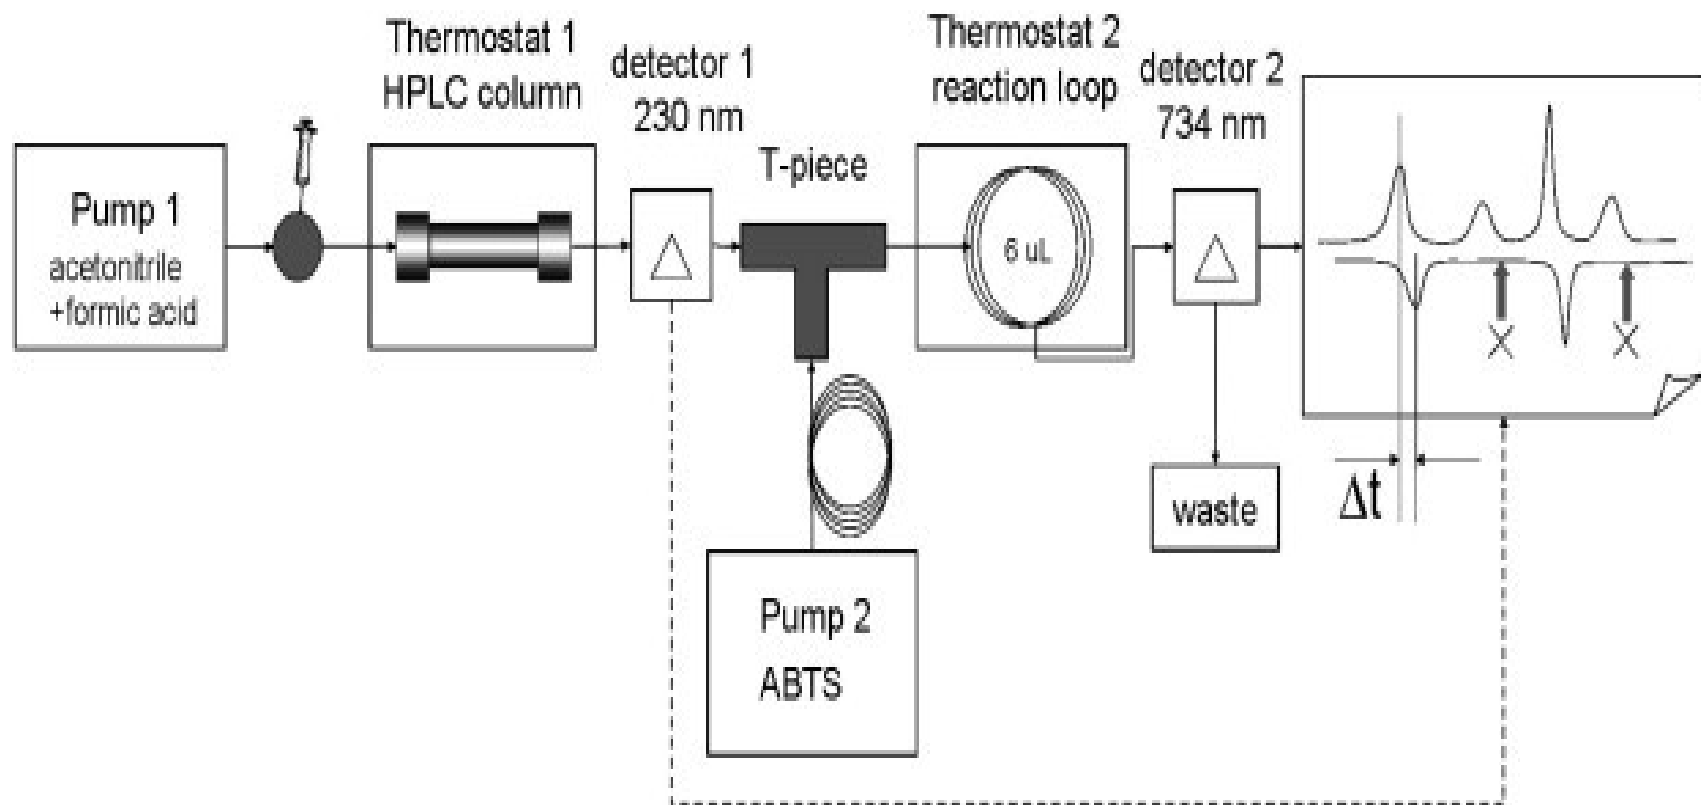 Thermostat 1
HPLC column
detector 1
230 nm
Thermostat 2
reaction loop
detector 2
734 nm
T-piece
Pump 1
acetonitrile
+formic acid
6 uL
X
X
Δt
waste
Pump 2
ABTS